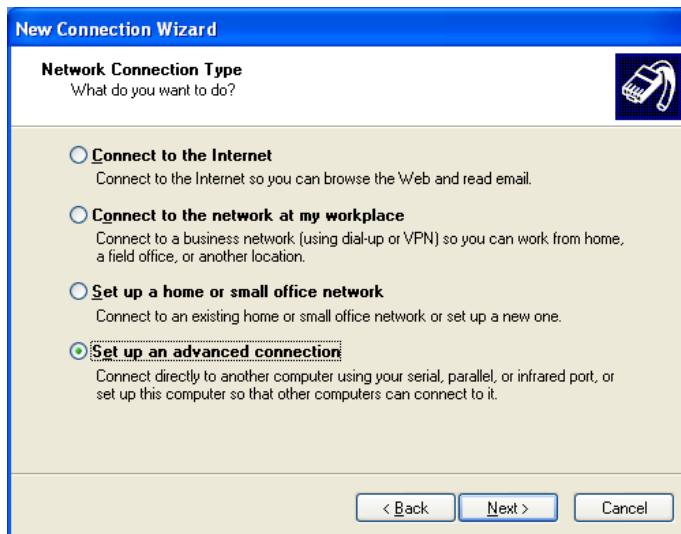 New Connection Wizard
Network Connection Type
What do you want to do?
Connect to the Internet
Connect to the Internet so you can browse the Web and read email.
Connect to the network at my workplace
Connect to a business network (using dial-up or VPN) so you can work from home,
a field office, or another location.
Set up a home or small office network
Connect to an existing home or small office network or set up a new one.
Set up an advanced connection
Connect directly to another computer using your serial, parallel, or infrared port, or
set up this computer so that other computers can connect to it.
< Back Next > Cancel